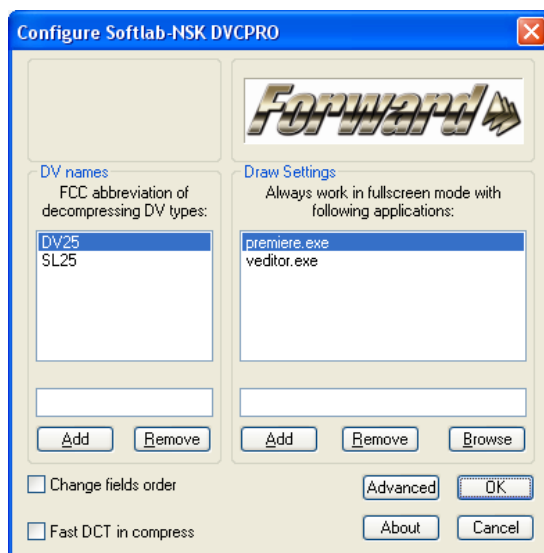 Configure Softlab-NSK DVCPRO
Forward
DV names
FCC abbreviation of
decompressing DV types:
DV25
SL25
Add
Remove
Draw Settings
Always work in fullscreen mode with
following applications:
premiere.exe
veditor.exe
Add
Remove
Browse
Change fields order
Fast DCT in compress
Advanced
OK
About
Cancel